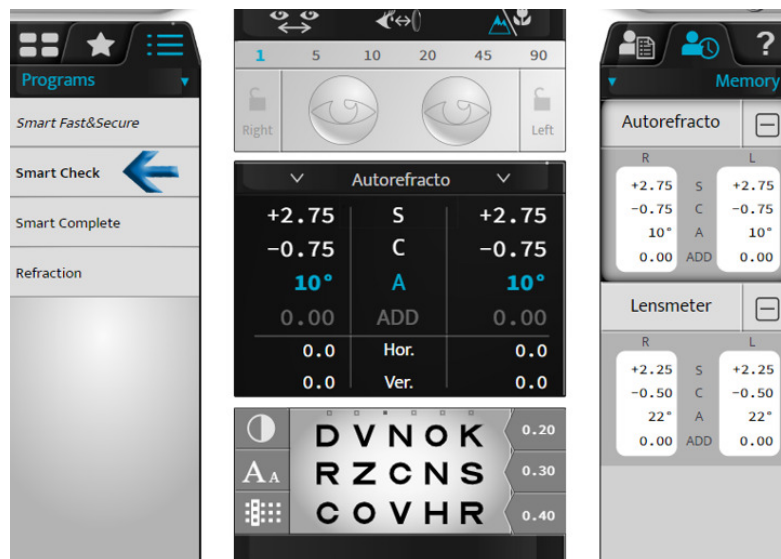 Programs
Smart Fast&Secure
Smart Check
Smart Complete
Refraction
1 5 10 20 45 90
Right Left
Autorefracto
+2.75 S +2.75
-0.75 C -0.75
10° A 10°
0.00 ADD 0.00
0.0 Hor. 0.0
0.0 Ver. 0.0
D V N O K 0.20
A A R Z C N S 0.30
C O V H R 0.40
?
Memory
Autorefracto
R L
+2.75 S +2.75
-0.75 C -0.75
10° A 10°
0.00 ADD 0.00
Lensmeter
R L
+2.25 S +2.25
-0.50 C -0.50
22° A 22°
0.00 ADD 0.00